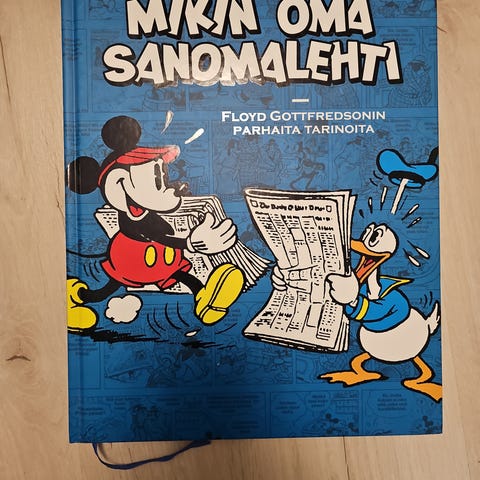 MIKIN OMA
SANOMALEHTI
FLOYD GOTTFREDSONIN
PARHAITA TARINOITA